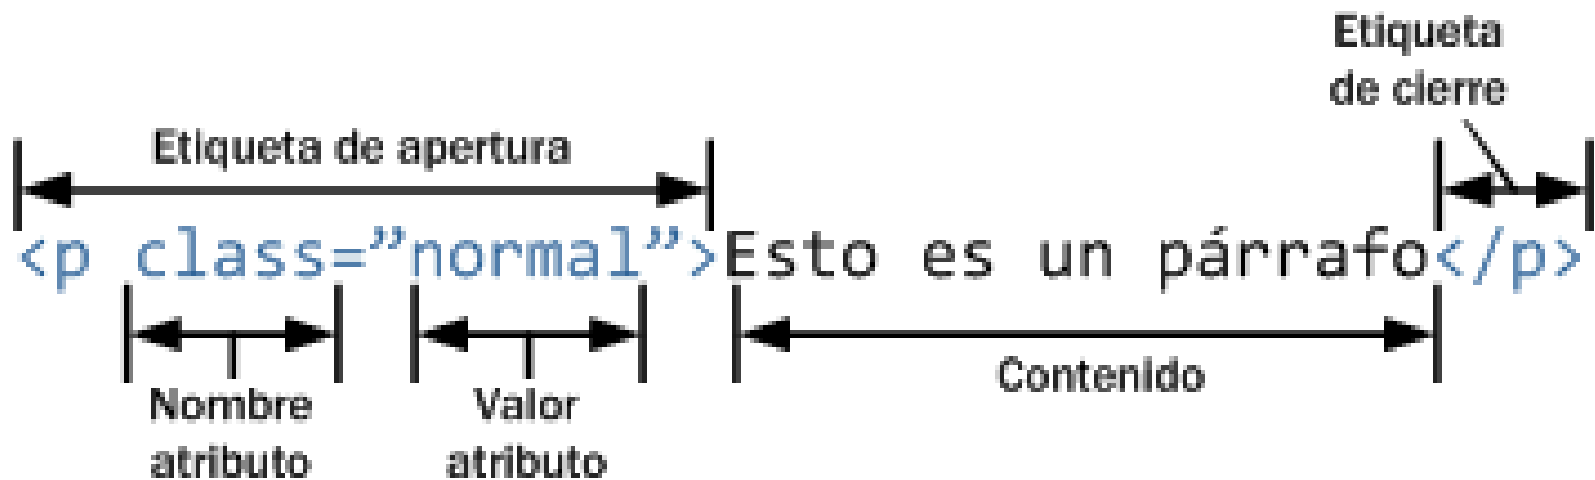 Etiqueta
de cierre
Etiqueta de apertura
<p class=”normal”>Esto es un párrafo</p>
Contenido
Nombre
atributo
Valor
atributo